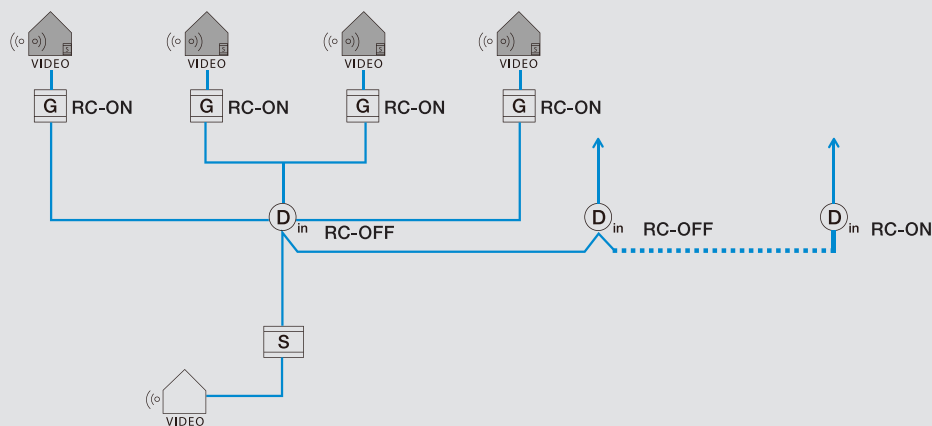 S S S S
VIDEO VIDEO VIDEO VIDEO
G RC-ON G RC-ON G RC-ON G RC-ON
D in RC-OFF D in RC-OFF D in RC-ON
S
VIDEO